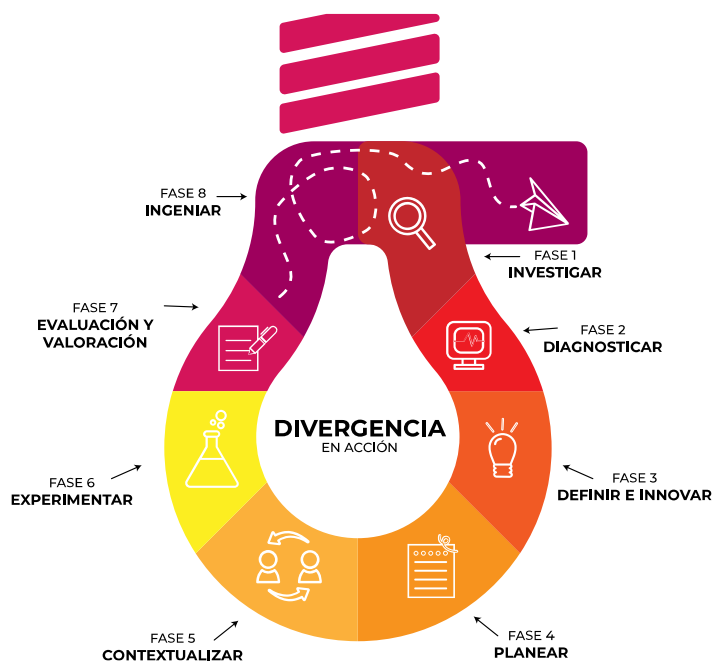 FASE 8
INGENIAR
FASE 1
INVESTIGAR
FASE 7
EVALUACIÓN Y
VALORACIÓN
FASE 2
DIAGNOSTICAR
DIVERGENCIA
EN ACCIÓN
FASE 6
EXPERIMENTAR
FASE 3
DEFINIR E INNOVAR
FASE 5
CONTEXTUALIZAR
FASE 4
PLANEAR